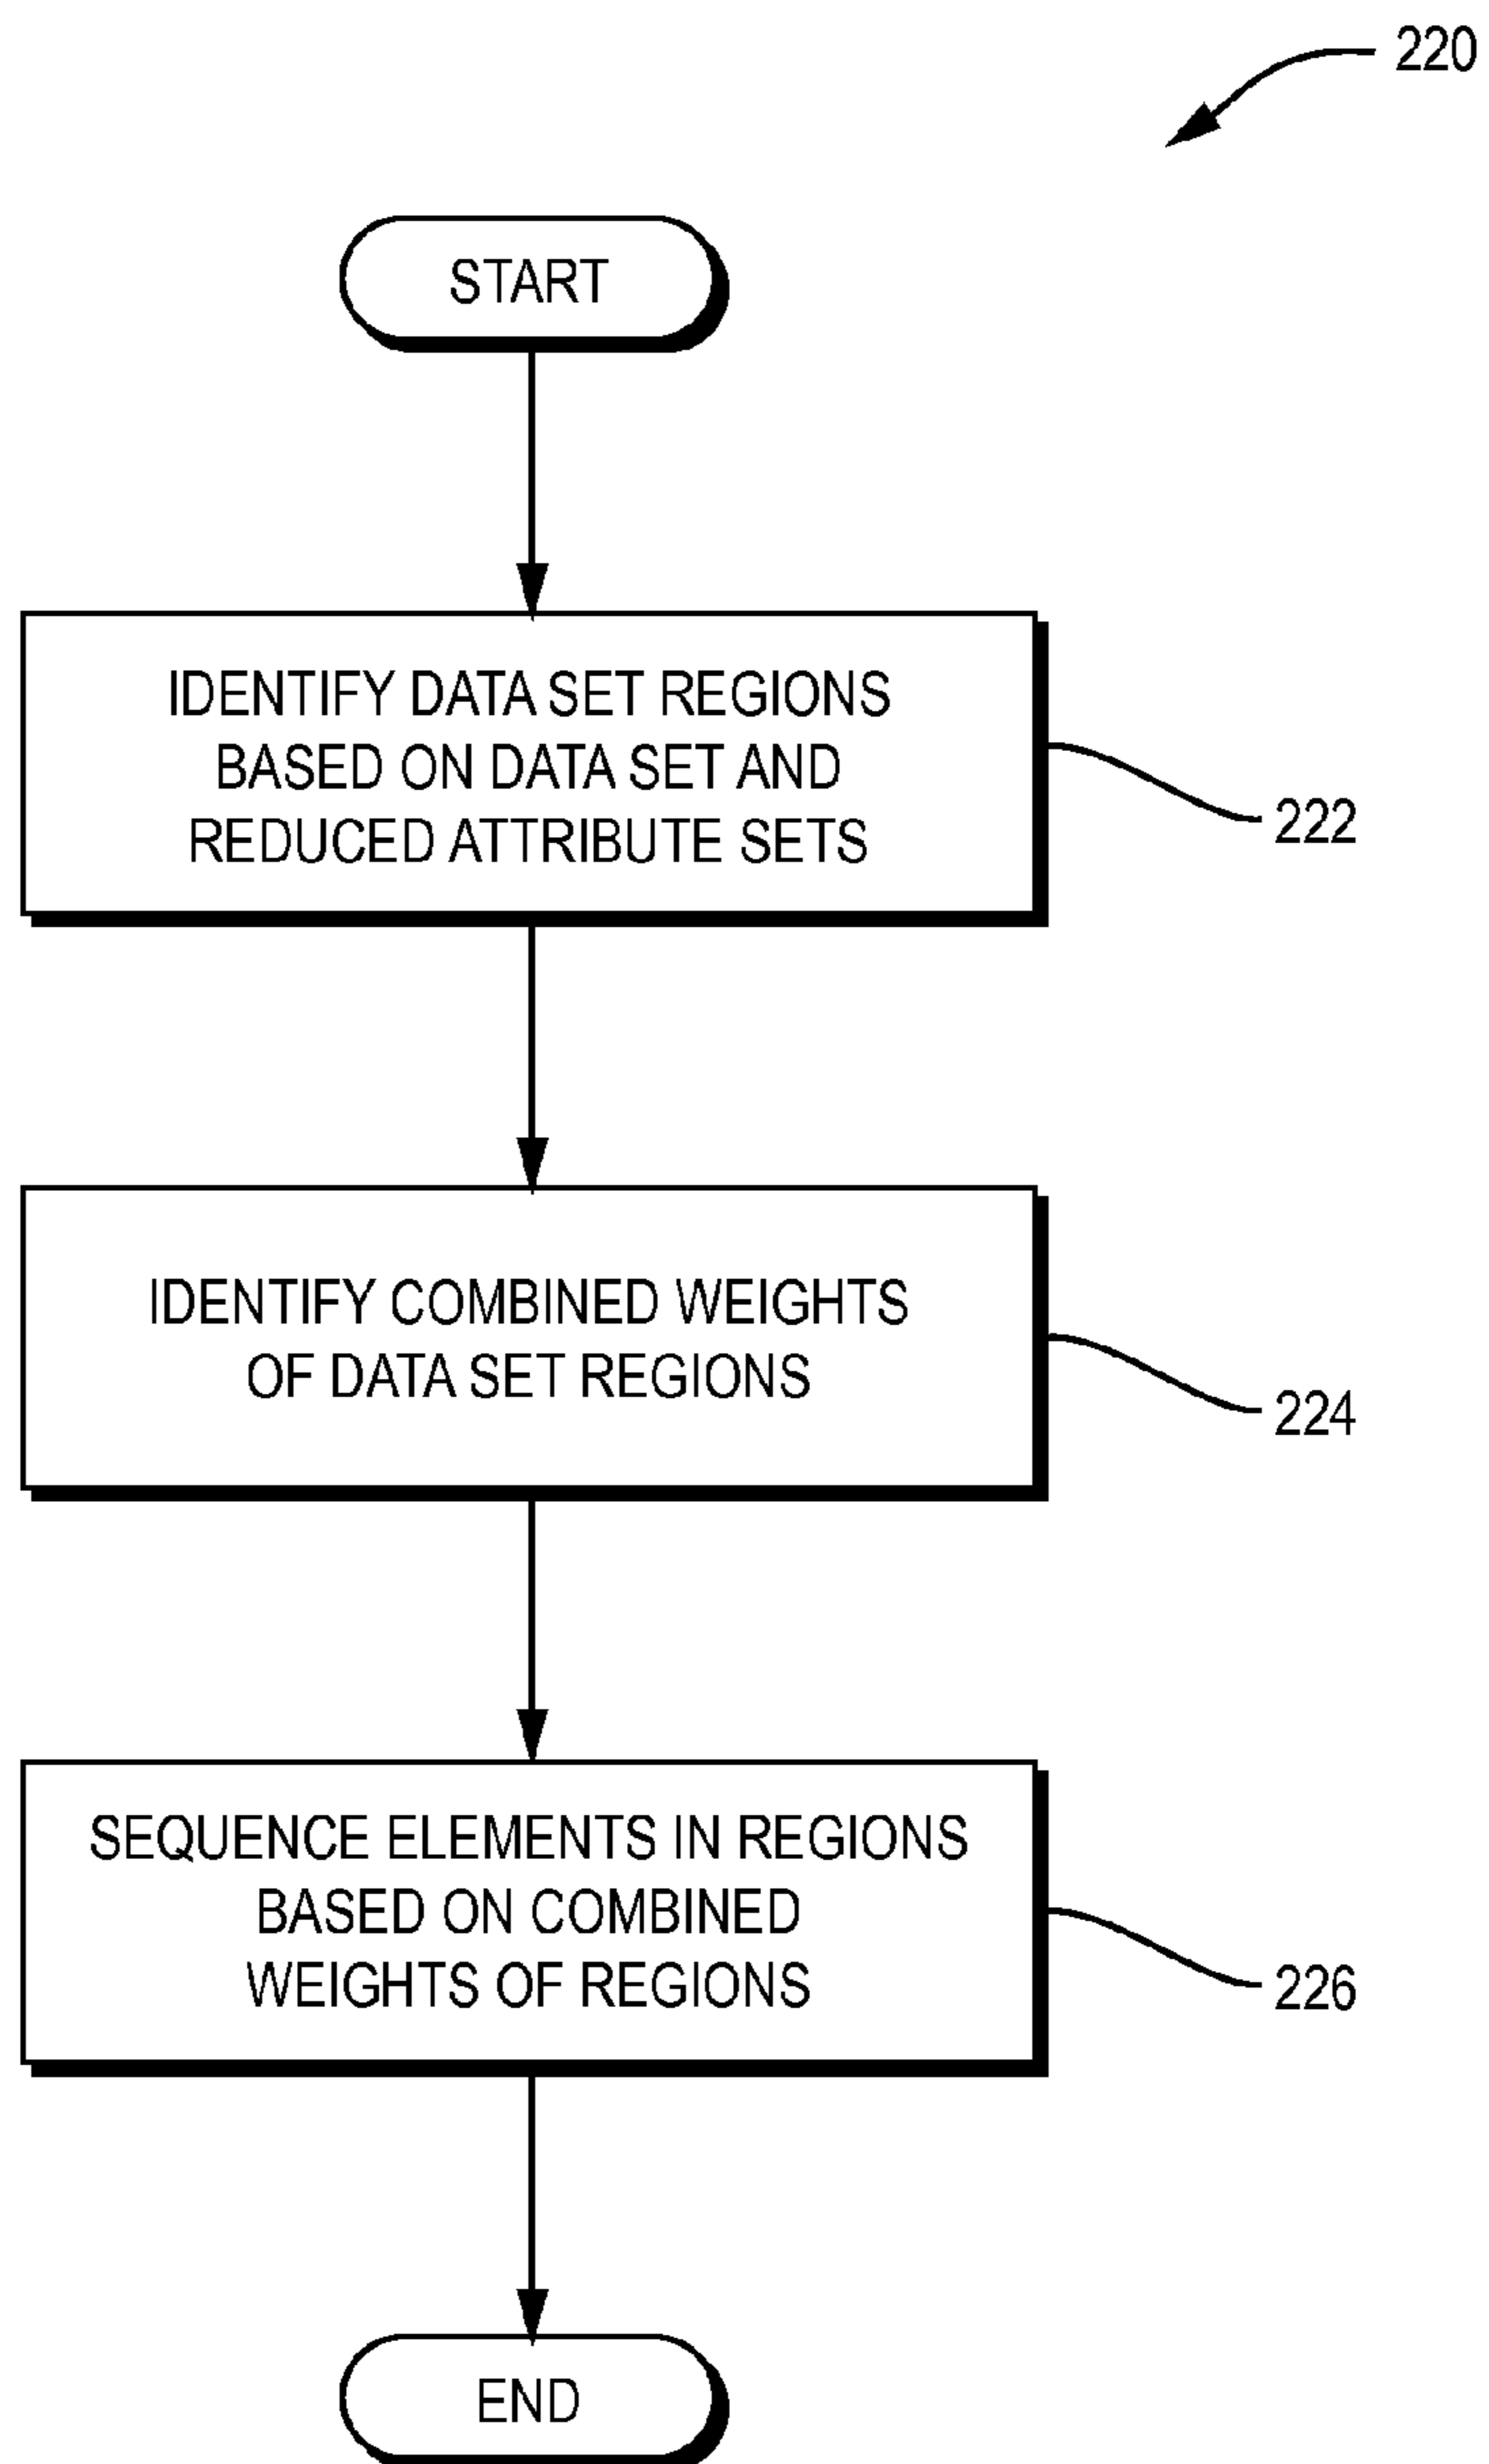 220
START
IDENTIFY DATA SET REGIONS
BASED ON DATA SET AND
REDUCED ATTRIBUTE SETS
222
IDENTIFY COMBINED WEIGHTS
OF DATA SET REGIONS
224
SEQUENCE ELEMENTS IN REGIONS
BASED ON COMBINED
WEIGHTS OF REGIONS
226
END